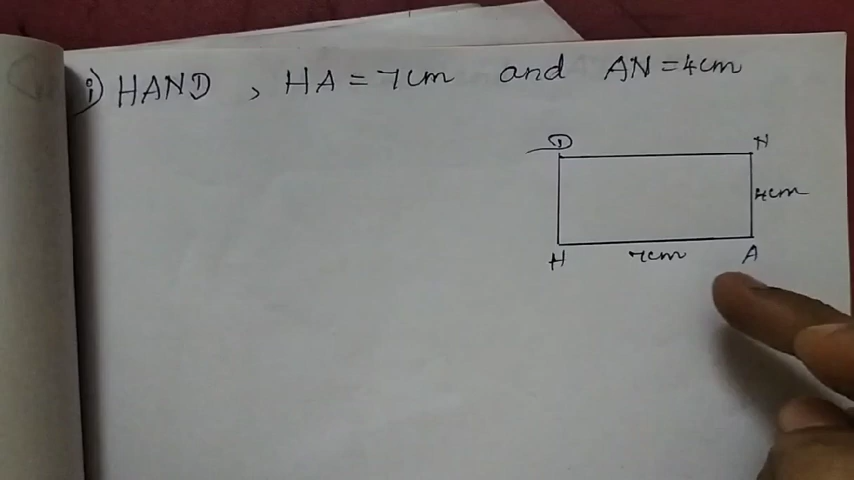 i) HAND , HA = 7cm and AN = 4cm
D N
4cm
H 7cm A